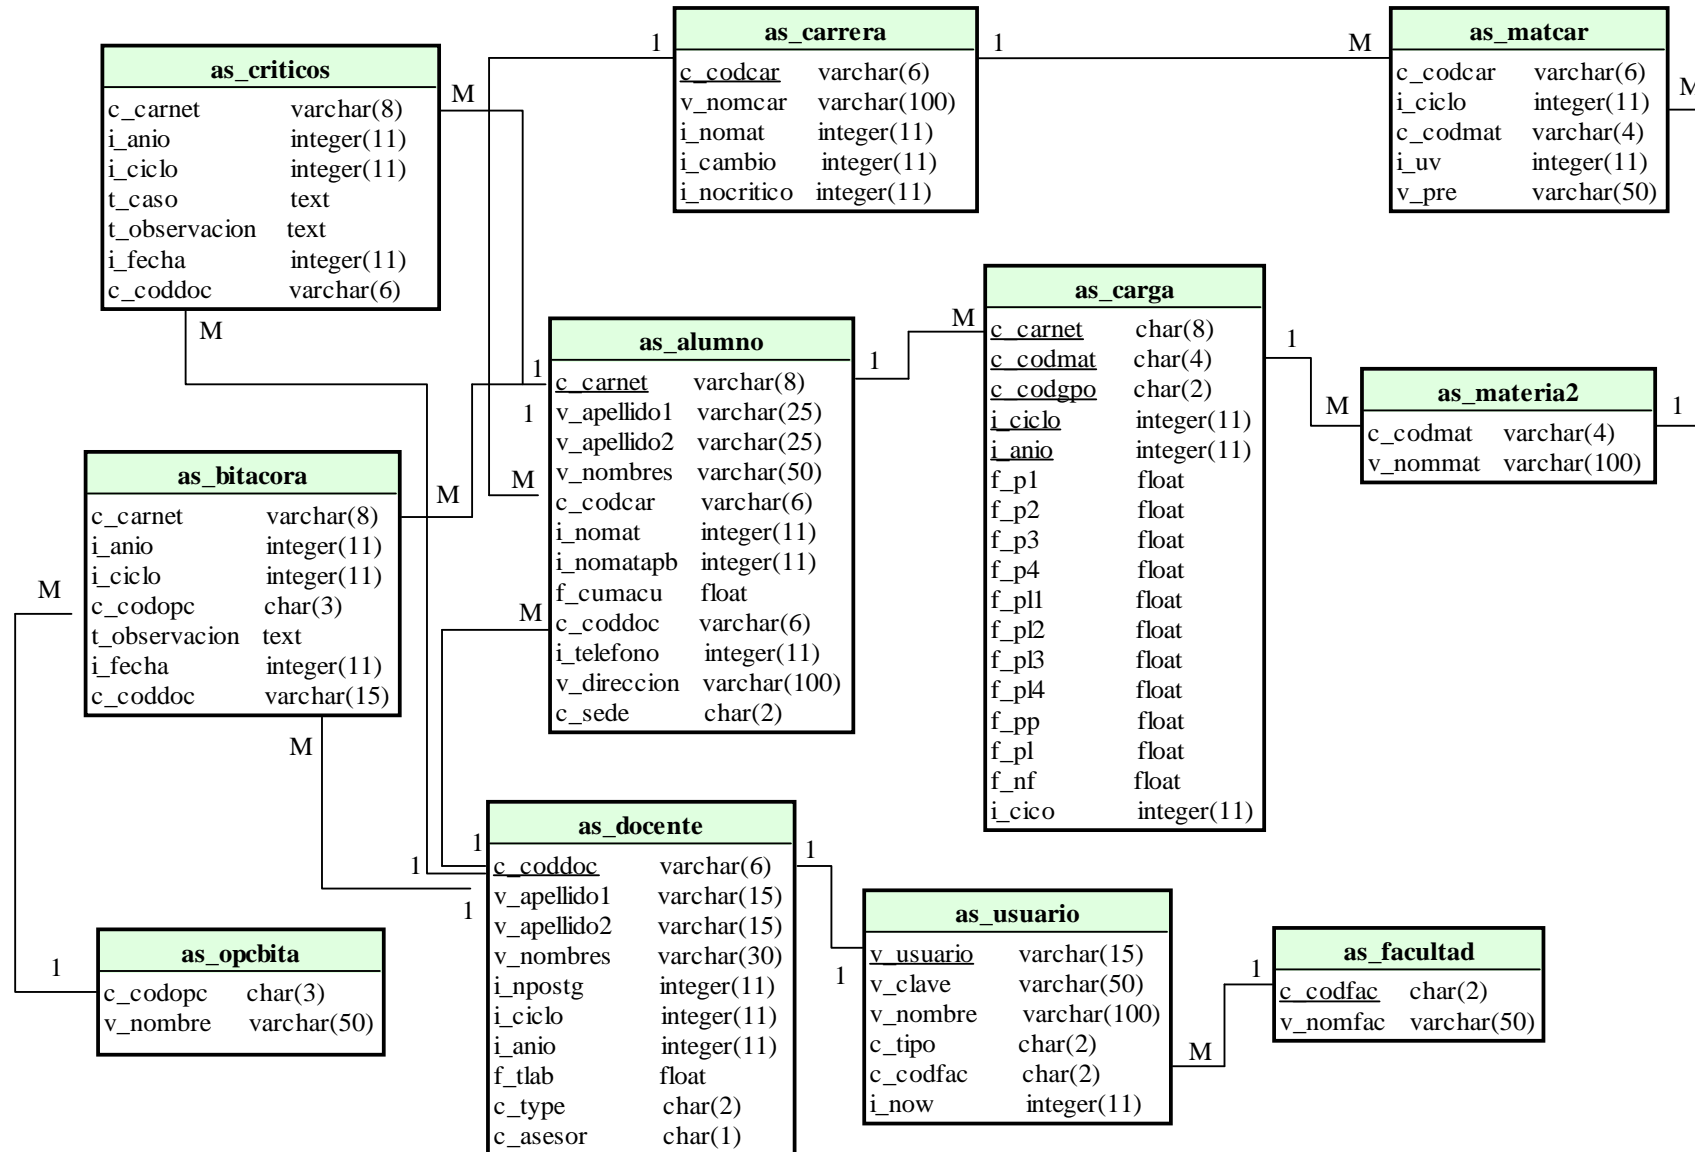 as_criticos
c_carnet varchar(8)
i_anio integer(11)
i_ciclo integer(11)
t_caso text
t_observacion text
i_fecha integer(11)
c_coddoc varchar(6)
M
M
1
as_carrera
c_codcar varchar(6)
v_nomcar varchar(100)
i_nomat integer(11)
i_cambio integer(11)
i_nocritico integer(11)
1
M
as_matcar
c_codcar varchar(6)
i_ciclo integer(11)
c_codmat varchar(4)
i_uv integer(11)
v_pre varchar(50)
M
as_alumno
c_carnet varchar(8)
v_apellido1 varchar(25)
v_apellido2 varchar(25)
v_nombres varchar(50)
c_codcar varchar(6)
i_nomat integer(11)
i_nomatapb integer(11)
f_cumacu float
c_coddoc varchar(6)
i_telefono integer(11)
v_direccion varchar(100)
c_sede char(2)
1
1
M
M
1
M
as_carga
c_carnet char(8)
c_codmat char(4)
c_codgpo char(2)
i_ciclo integer(11)
i_anio integer(11)
f_p1 float
f_p2 float
f_p3 float
f_p4 float
f_pl1 float
f_pl2 float
f_pl3 float
f_pl4 float
f_pp float
f_pl float
f_nf float
i_cico integer(11)
1
M
as_materia2
c_codmat varchar(4)
v_nommat varchar(100)
1
as_bitacora
c_carnet varchar(8)
i_anio integer(11)
i_ciclo integer(11)
c_codopc char(3)
t_observacion text
i_fecha integer(11)
c_coddoc varchar(15)
M
M
M
as_docente
c_coddoc varchar(6)
v_apellido1 varchar(15)
v_apellido2 varchar(15)
v_nombres varchar(30)
i_npostg integer(11)
i_ciclo integer(11)
i_anio integer(11)
f_tlab float
c_type char(2)
c_asesor char(1)
1
1
1
1
as_usuario
v_usuario varchar(15)
v_clave varchar(50)
v_nombre varchar(100)
c_tipo char(2)
c_codfac char(2)
i_now integer(11)
1
M
1
as_facultad
c_codfac char(2)
v_nomfac varchar(50)
as_opcbita
c_codopc char(3)
v_nombre varchar(50)
1